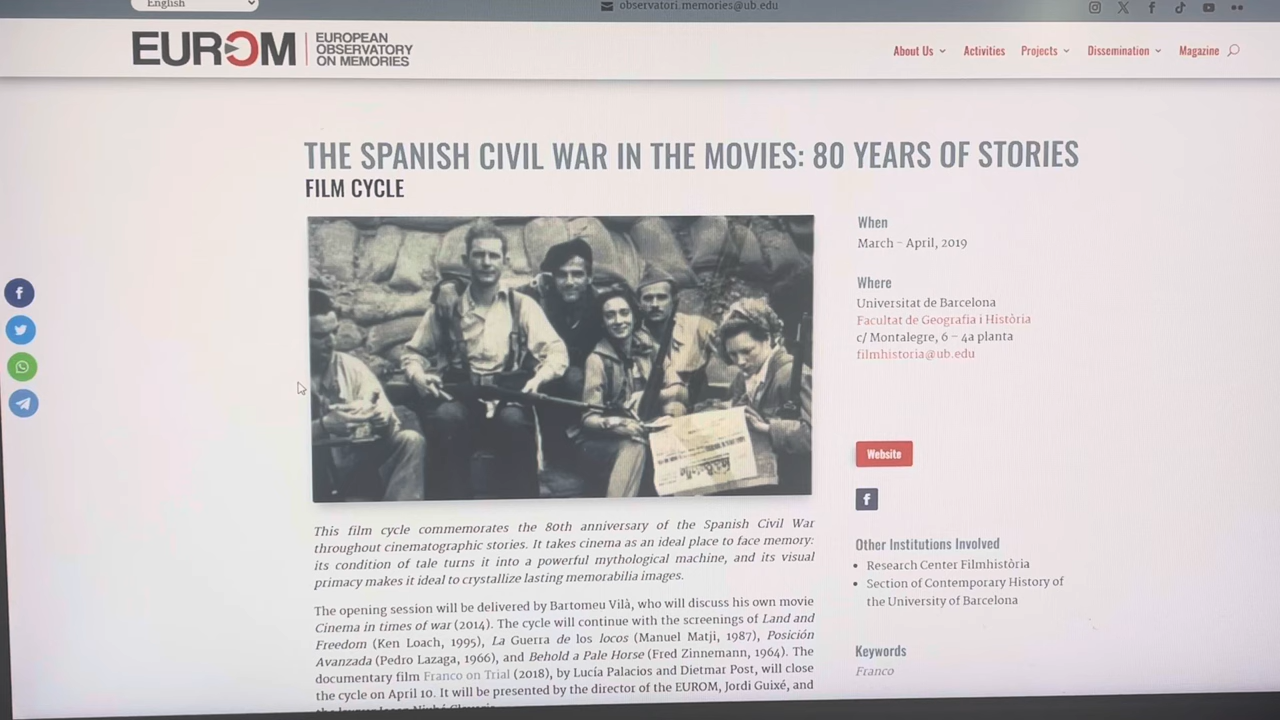 English
observatori.memories@ub.edu
EUROM
EUROPEAN
OBSERVATORY
ON MEMORIES
About Us
Activities
Projects
Dissemination
Magazine
THE SPANISH CIVIL WAR IN THE MOVIES: 80 YEARS OF STORIES
FILM CYCLE
This film cycle commemorates the 80th anniversary of the Spanish Civil War
throughout cinematographic stories. It takes cinema as an ideal place to face memory:
its condition of tale turns it into a powerful mythological machine, and its visual
primacy makes it ideal to crystallize lasting memorabilia images.
The opening session will be delivered by Bartomeu Vilà, who will discuss his own movie
Cinema in times of war (2014). The cycle will continue with the screenings of Land and
Freedom (Ken Loach, 1995), La Guerra de los locos (Manuel Matji, 1987), Posición
Avanzada (Pedro Lazaga, 1966), and Behold a Pale Horse (Fred Zinnemann, 1964). The
documentary film Franco on Trial (2018), by Lucía Palacios and Dietmar Post, will close
the cycle on April 10. It will be presented by the director of the EUROM, Jordi Guixé, and
When
March – April, 2019
Where
Universitat de Barcelona
Facultat de Geografia i Història
c/ Montalegre, 6 – 4a planta
filmhistoria@ub.edu
Website
Other Institutions Involved
• Research Center Filmhistòria
• Section of Contemporary History of
the University of Barcelona
Keywords
Franco